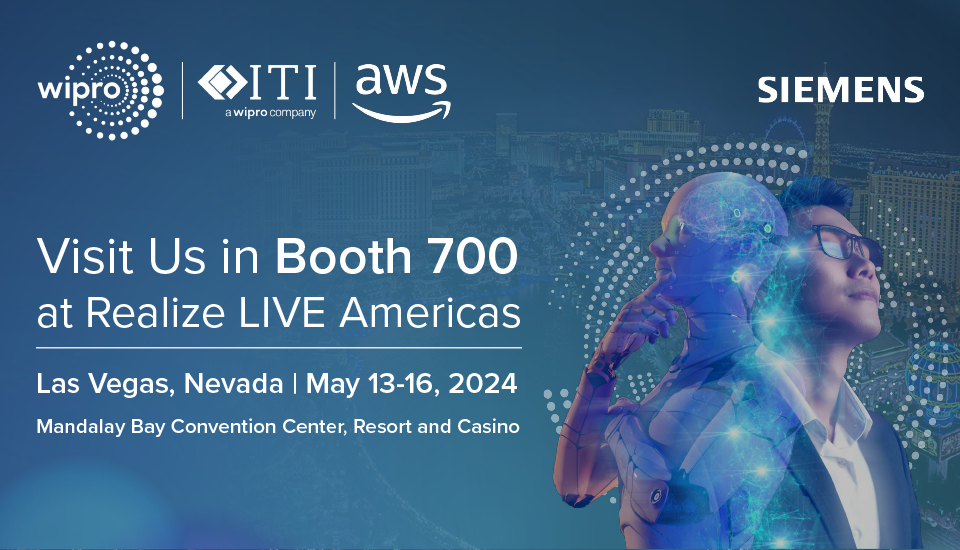 wipro
ITI
a wipro company
aws
SIEMENS
Visit Us in Booth 700
at Realize LIVE Americas
Las Vegas, Nevada | May 13-16, 2024
Mandalay Bay Convention Center, Resort and Casino